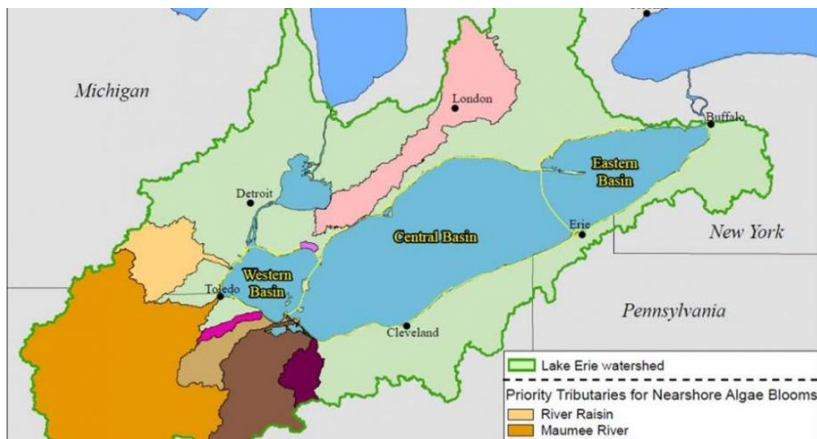 Michigan
London
Buffalo
Eastern
Basin
Detroit
Central Basin
Erie
New York
Western
Basin
Toledo
Cleveland
Pennsylvania
Lake Erie watershed
Priority Tributaries for Nearshore Algae Blooms
River Raisin
Maumee River